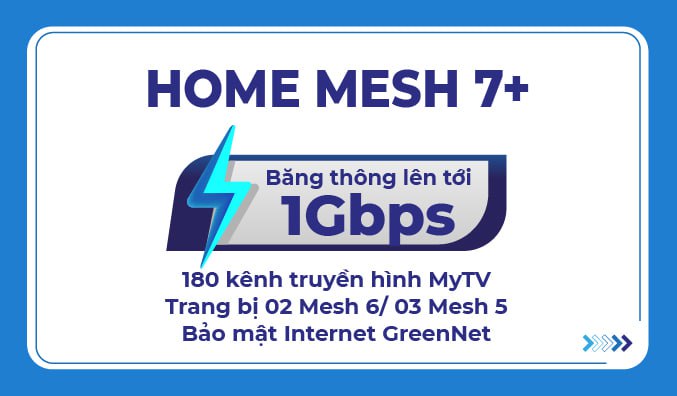 HOME MESH 7+
Băng thông lên tới
1Gbps
180 kênh truyền hình MyTV
Trang bị 02 Mesh 6/ 03 Mesh 5
Bảo mật Internet GreenNet